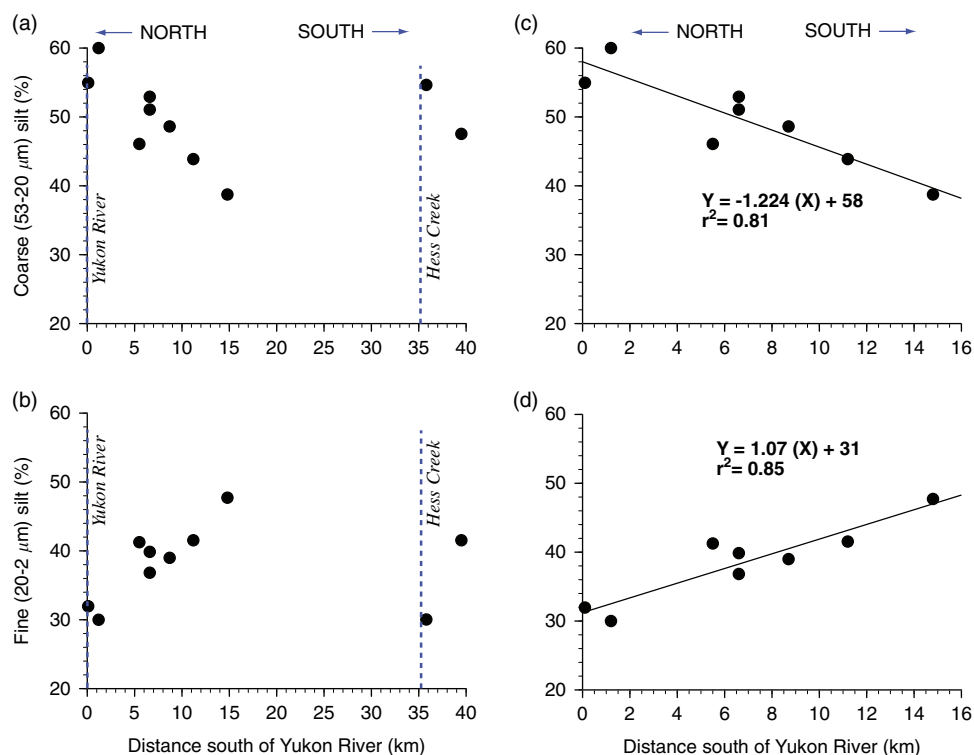 (a)
NORTH
SOUTH
60
50
40
30
20
Coarse (53-20 μm) silt (%)
Yukon River
Hess Creek
0 5 10 15 20 25 30 35 40
(c)
NORTH
SOUTH
60
50
40
30
20
Y = -1.224 (X) + 58
r²= 0.81
0 2 4 6 8 10 12 14 16
(b)
60
50
40
30
20
Fine (20-2 μm) silt (%)
Yukon River
Hess Creek
0 5 10 15 20 25 30 35 40
Distance south of Yukon River (km)
(d)
60
50
40
30
20
Y = 1.07 (X) + 31
r²= 0.85
0 2 4 6 8 10 12 14 16
Distance south of Yukon River (km)